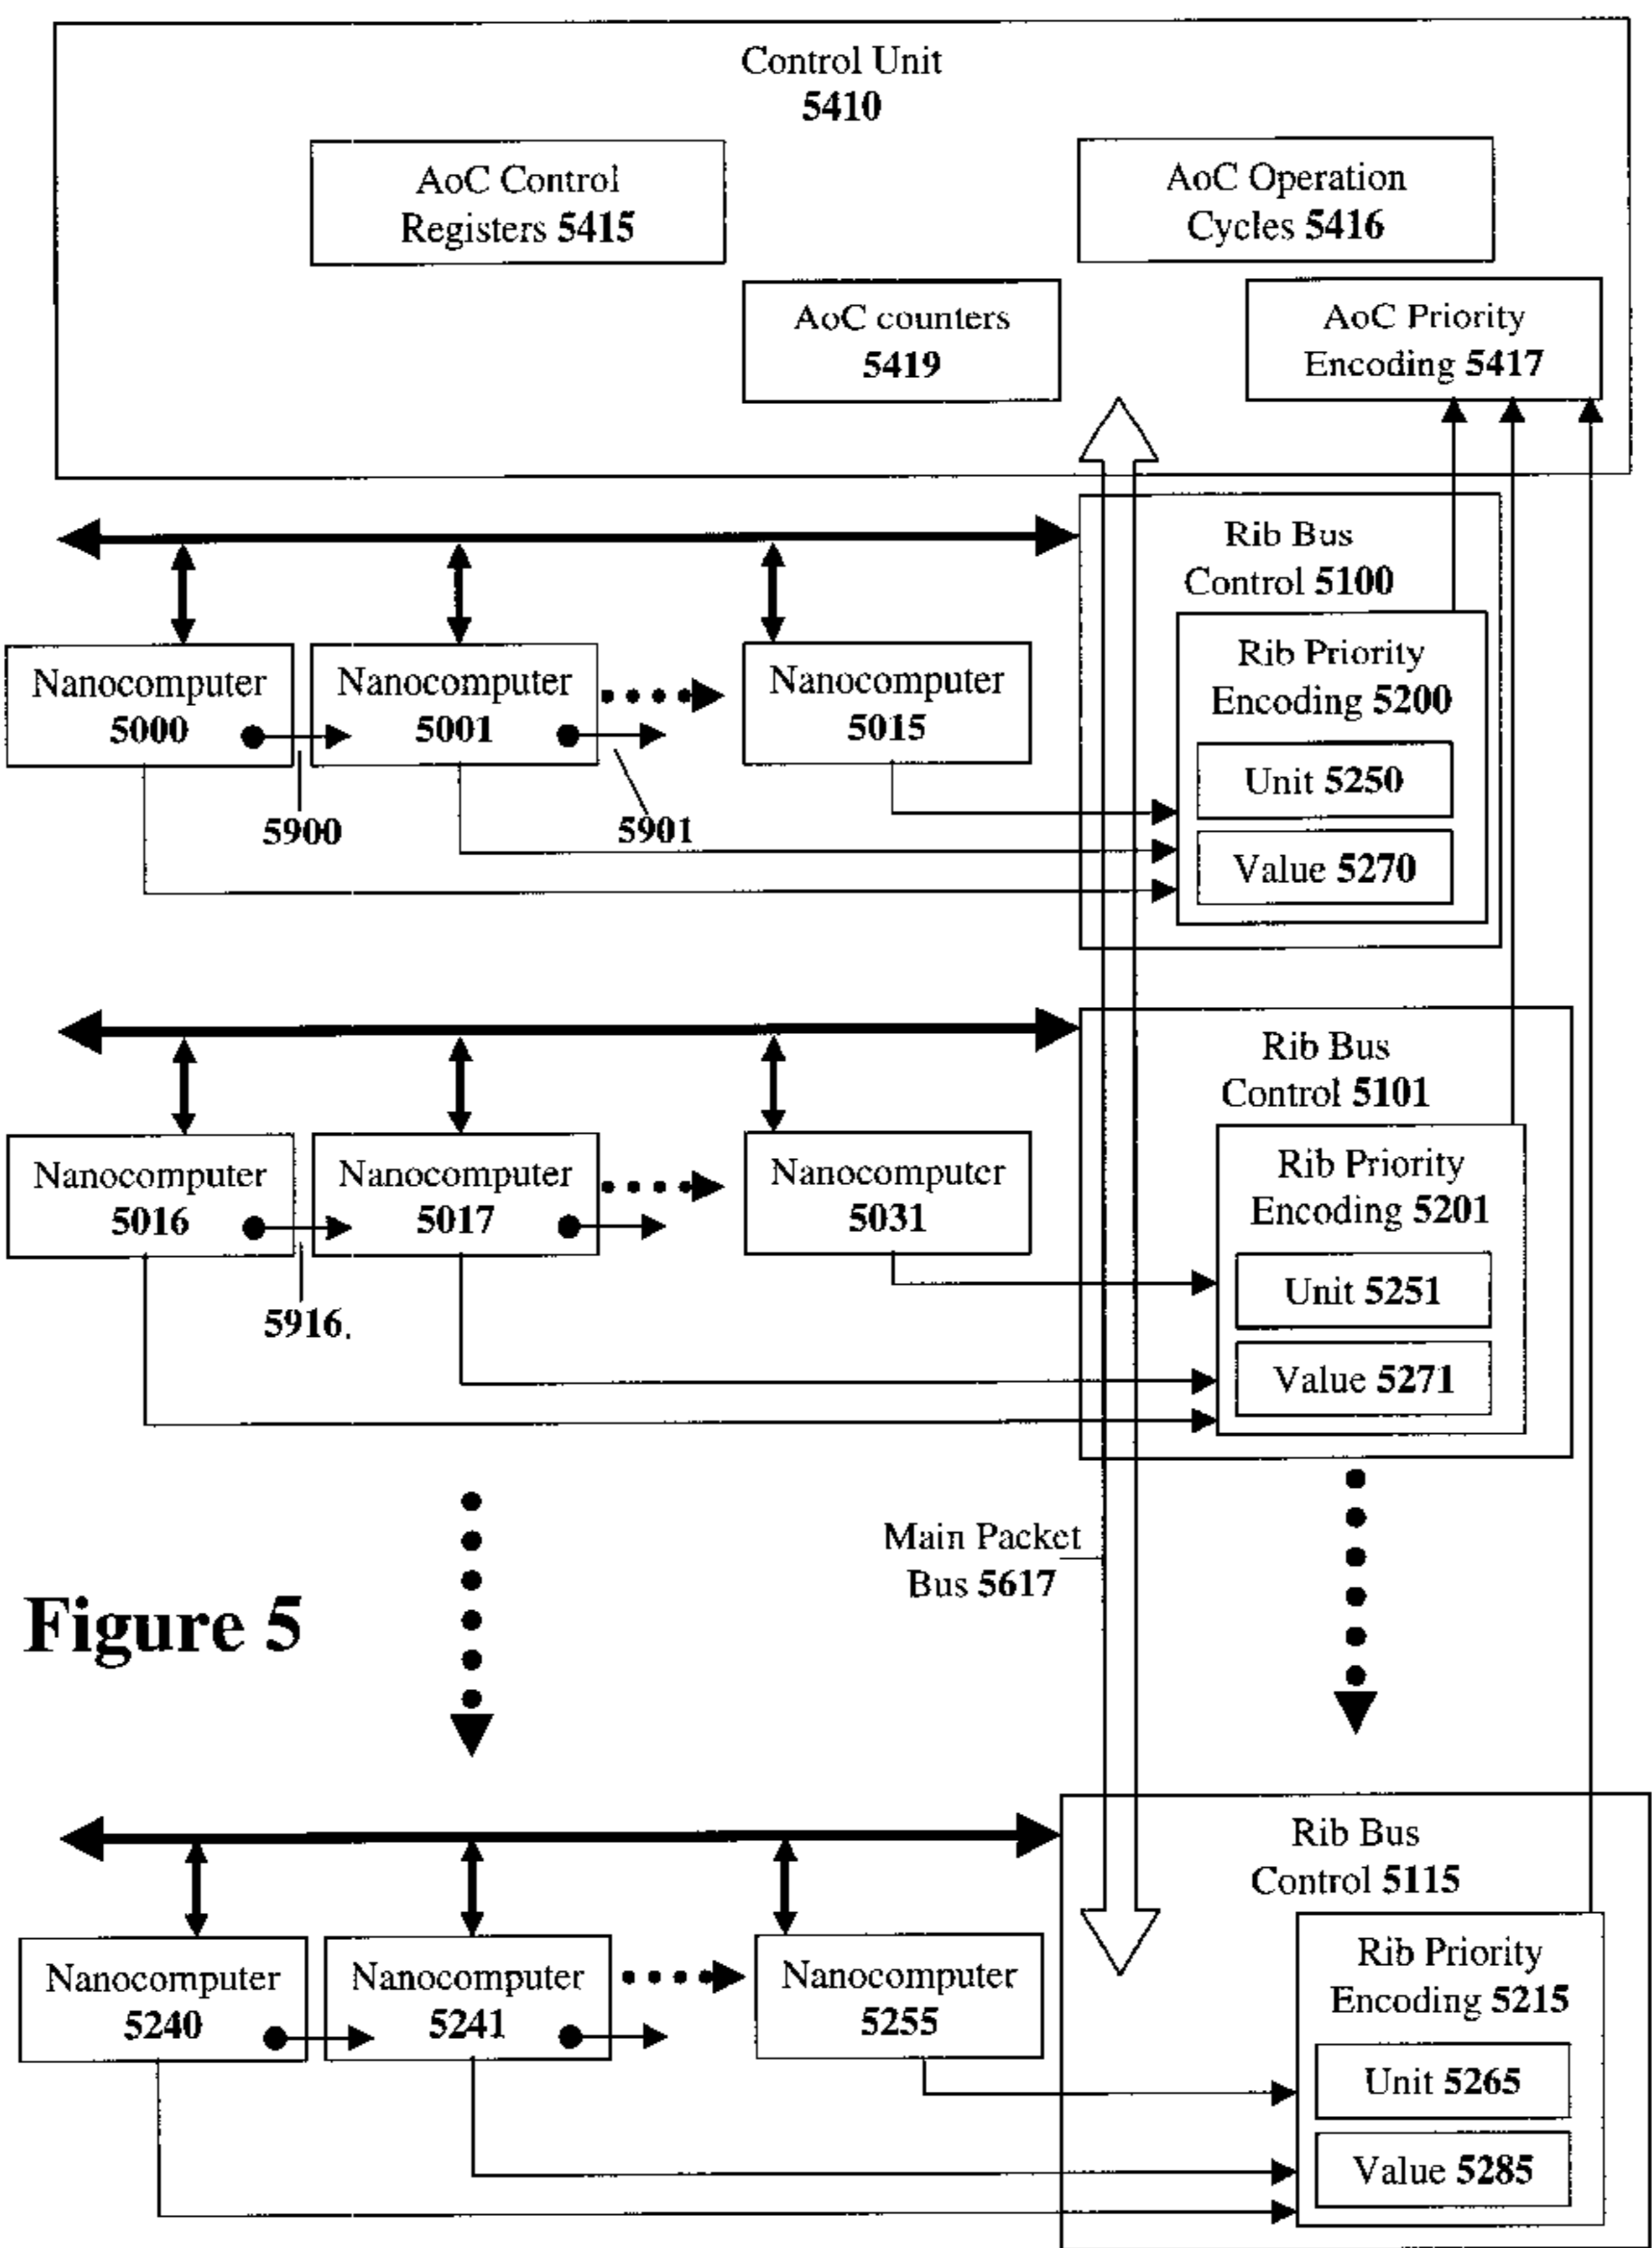 Control Unit
5410
AoC Control
Registers 5415
AoC Operation
Cycles 5416
AoC counters
5419
AoC Priority
Encoding 5417
Rib Bus
Control 5100
Rib Priority
Encoding 5200
Unit 5250
Value 5270
Nanocomputer
5000
Nanocomputer
5001
Nanocomputer
5015
5900
5901
Rib Bus
Control 5101
Rib Priority
Encoding 5201
Unit 5251
Value 5271
Nanocomputer
5016
Nanocomputer
5017
Nanocomputer
5031
5916.
Main Packet
Bus 5617
Figure 5
Rib Bus
Control 5115
Rib Priority
Encoding 5215
Unit 5265
Value 5285
Nanocomputer
5240
Nanocomputer
5241
Nanocomputer
5255